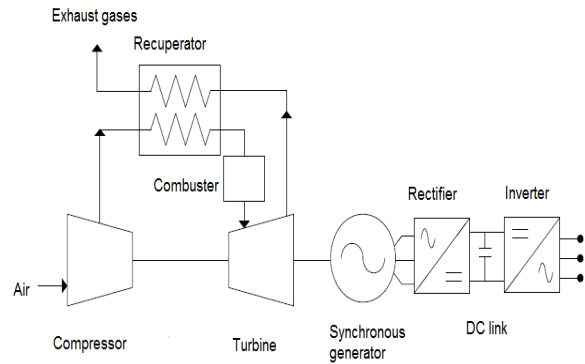 Exhaust gases
Recuperator
Combuster
Rectifier
Inverter
Air
Compressor
Turbine
Synchronous
generator
DC link